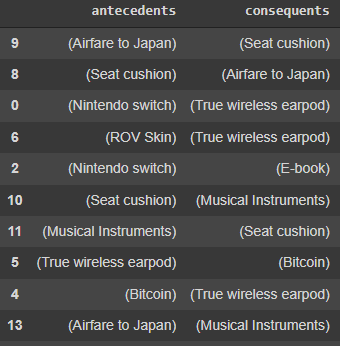 antecedents consequents
9 (Airfare to Japan) (Seat cushion)
8 (Seat cushion) (Airfare to Japan)
0 (Nintendo switch) (True wireless earpod)
6 (ROV Skin) (True wireless earpod)
2 (Nintendo switch) (E-book)
10 (Seat cushion) (Musical Instruments)
11 (Musical Instruments) (Seat cushion)
5 (True wireless earpod) (Bitcoin)
4 (Bitcoin) (True wireless earpod)
13 (Airfare to Japan) (Musical Instruments)